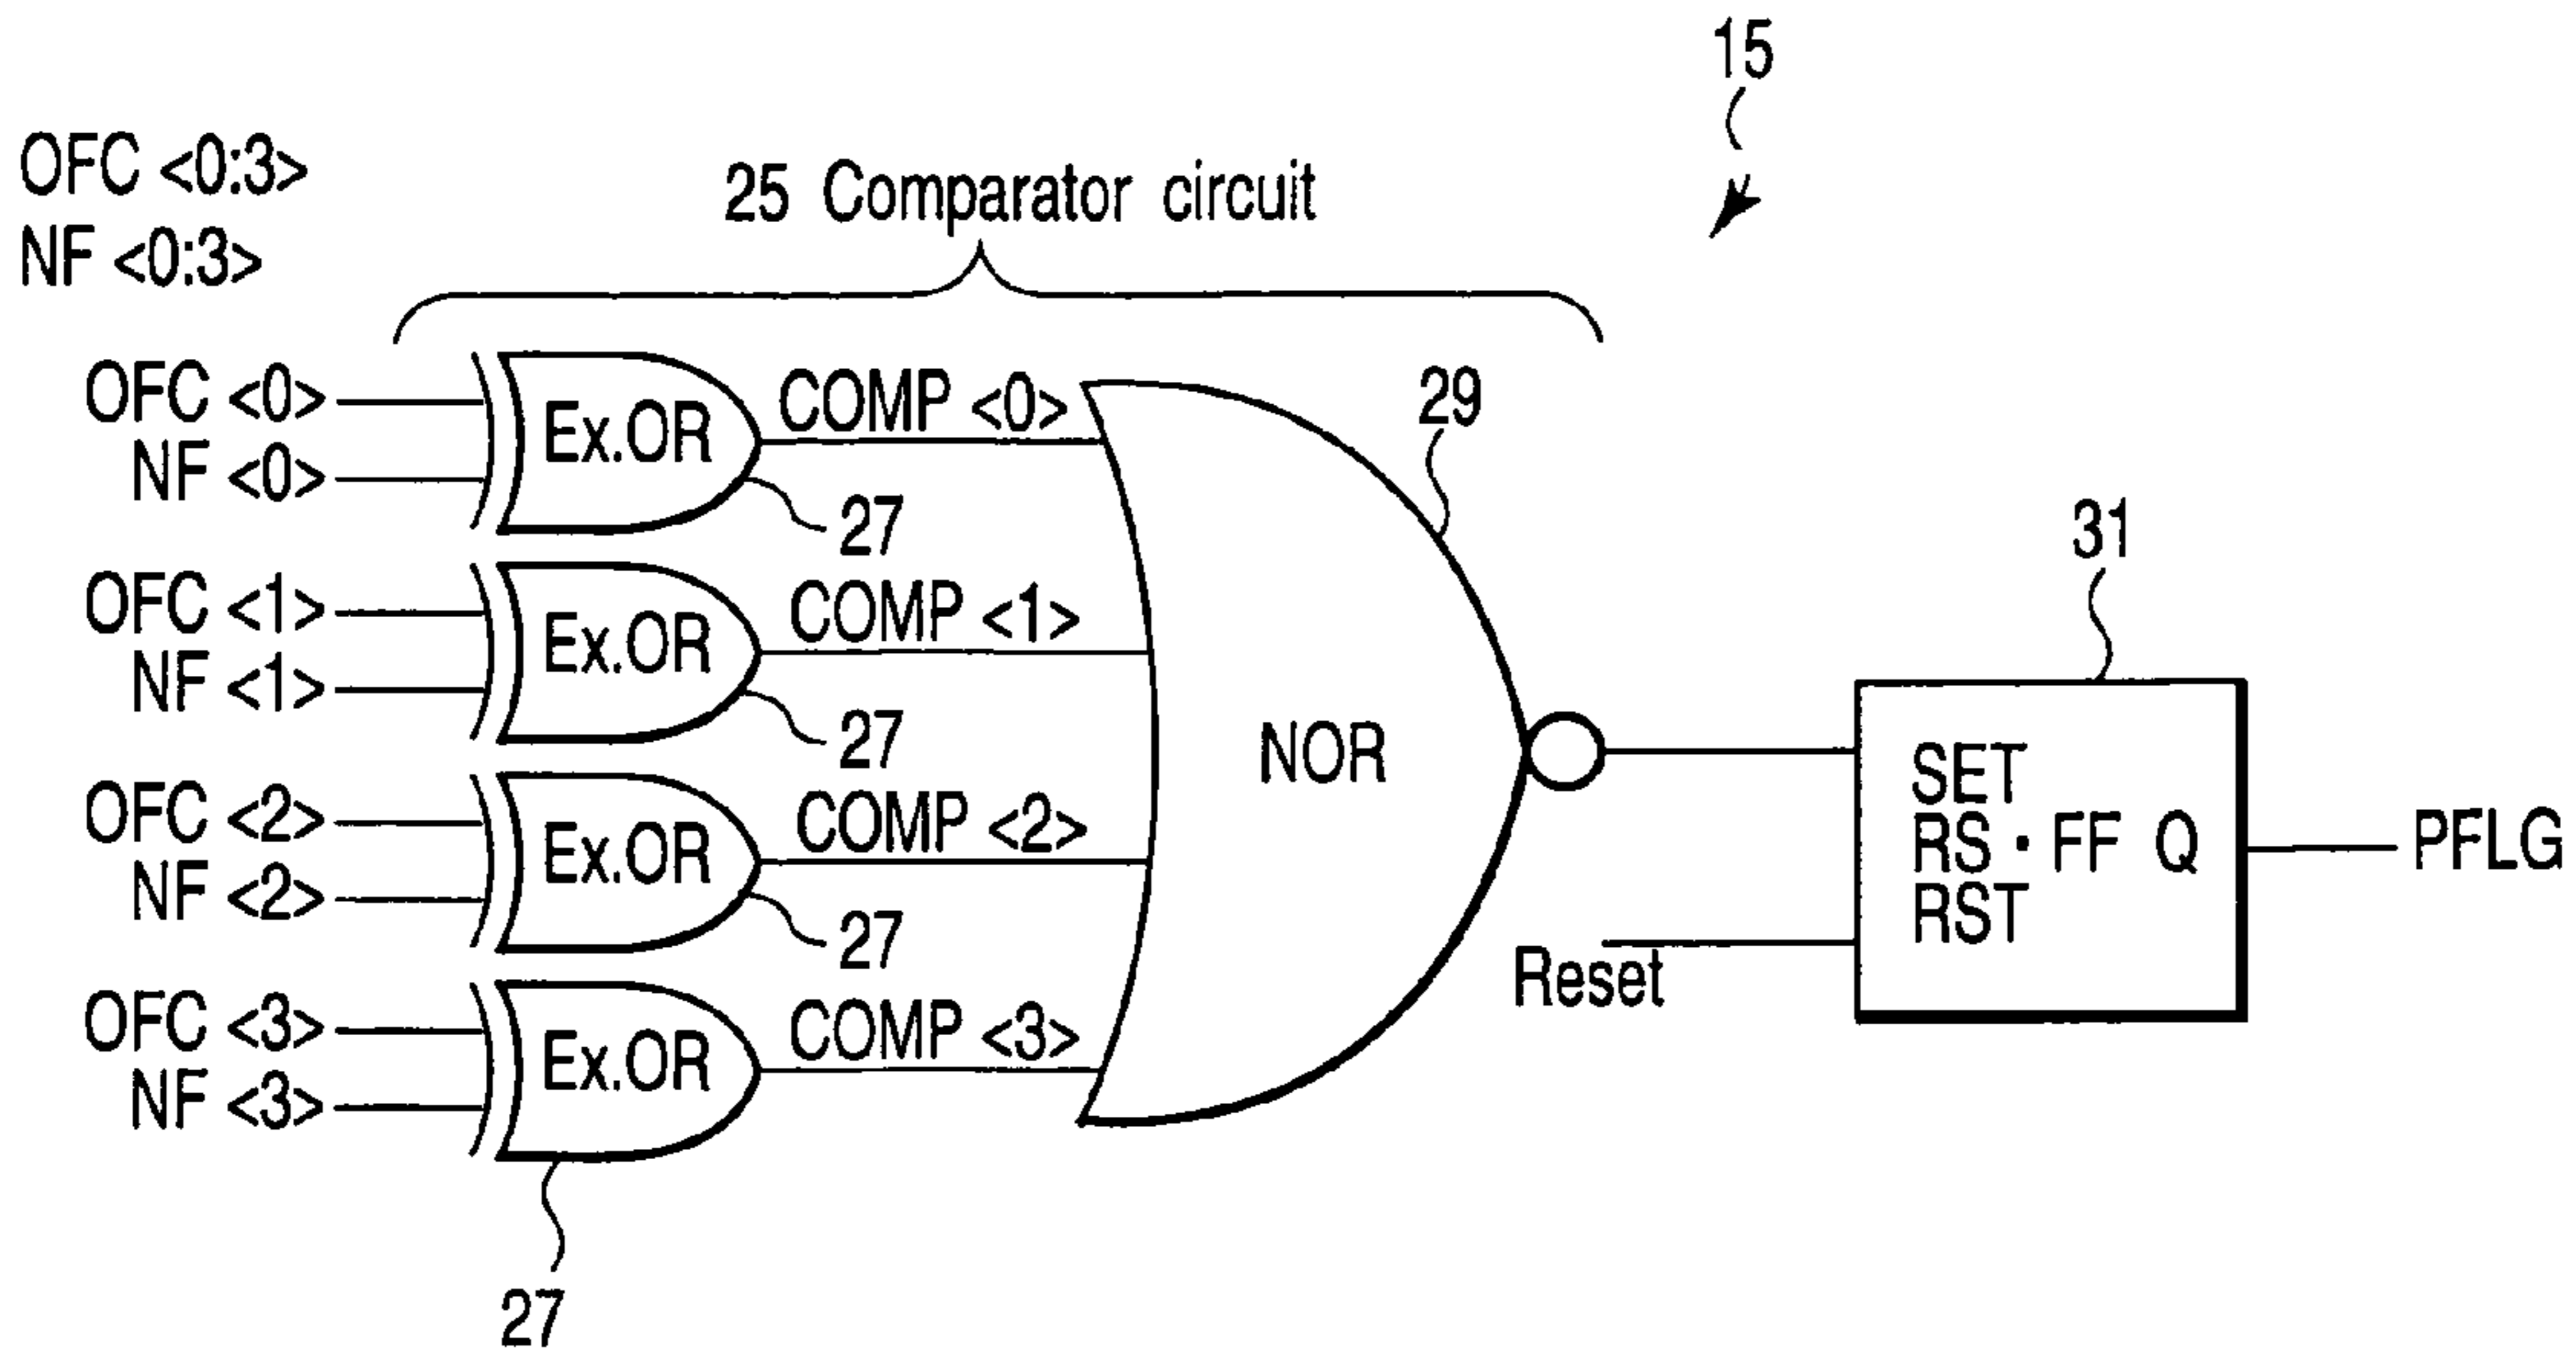 15
OFC <0:3>
NF <0:3>
25 Comparator circuit
OFC <0>
NF <0>
Ex.OR
COMP <0>
27
29
OFC <1>
NF <1>
Ex.OR
COMP <1>
27
NOR
31
OFC <2>
NF <2>
Ex.OR
COMP <2>
27
SET
RS・FF Q
RST
PFLG
Reset
OFC <3>
NF <3>
Ex.OR
COMP <3>
27